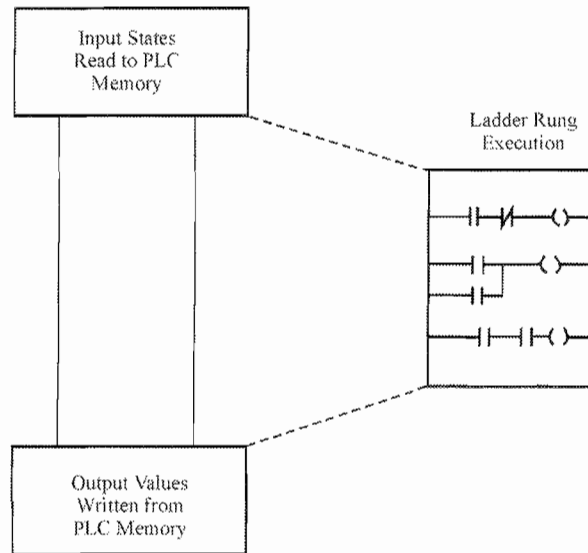 Input States
Read to PLC
Memory
Ladder Rung
Execution
Output Values
Written from
PLC Memory